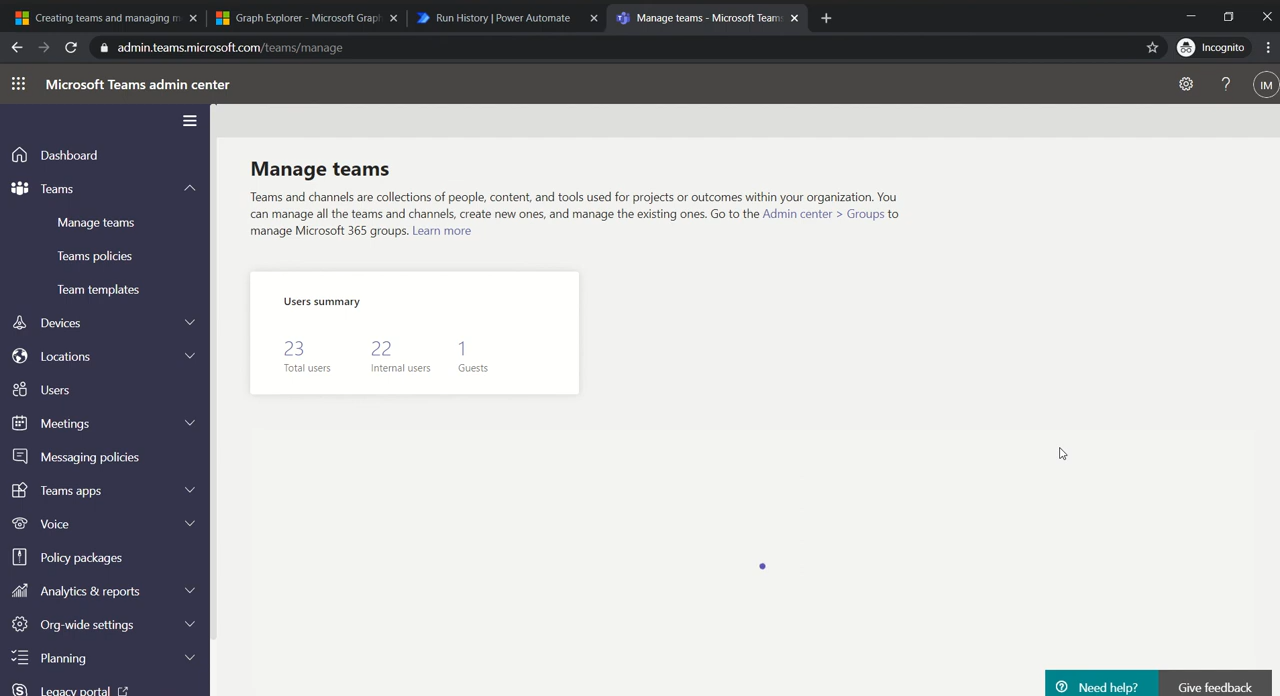 Creating teams and managing m
Graph Explorer - Microsoft Grap
Run History | Power Automate
Manage teams - Microsoft Team
admin.teams.microsoft.com/teams/manage
Incognito
Microsoft Teams admin center
?
IM
Dashboard
Teams
Manage teams
Teams policies
Team templates
Devices
Locations
Users
Meetings
Messaging policies
Teams apps
Voice
Policy packages
Analytics & reports
Org-wide settings
Planning
Legacy portal
Manage teams
Teams and channels are collections of people, content, and tools used for projects or outcomes within your organization. You
can manage all the teams and channels, create new ones, and manage the existing ones. Go to the Admin center > Groups to
manage Microsoft 365 groups. Learn more
Users summary
23 22 1
Total users Internal users Guests
Need help?
Give feedback